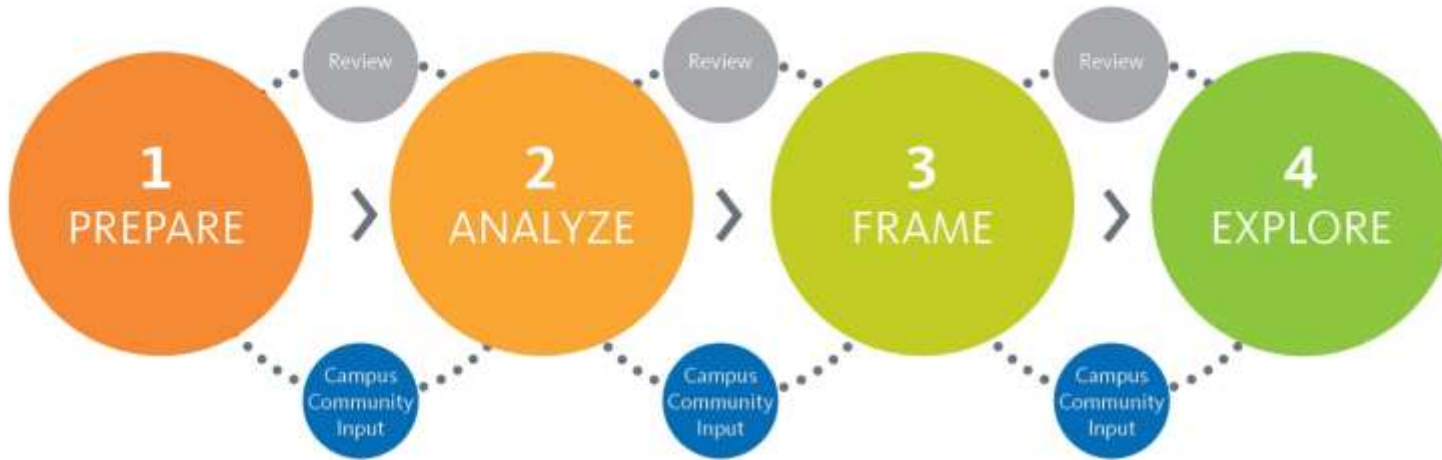 Review
Review
Review
1
PREPARE
2
ANALYZE
3
FRAME
4
EXPLORE
Campus
Community
Input
Campus
Community
Input
Campus
Community
Input